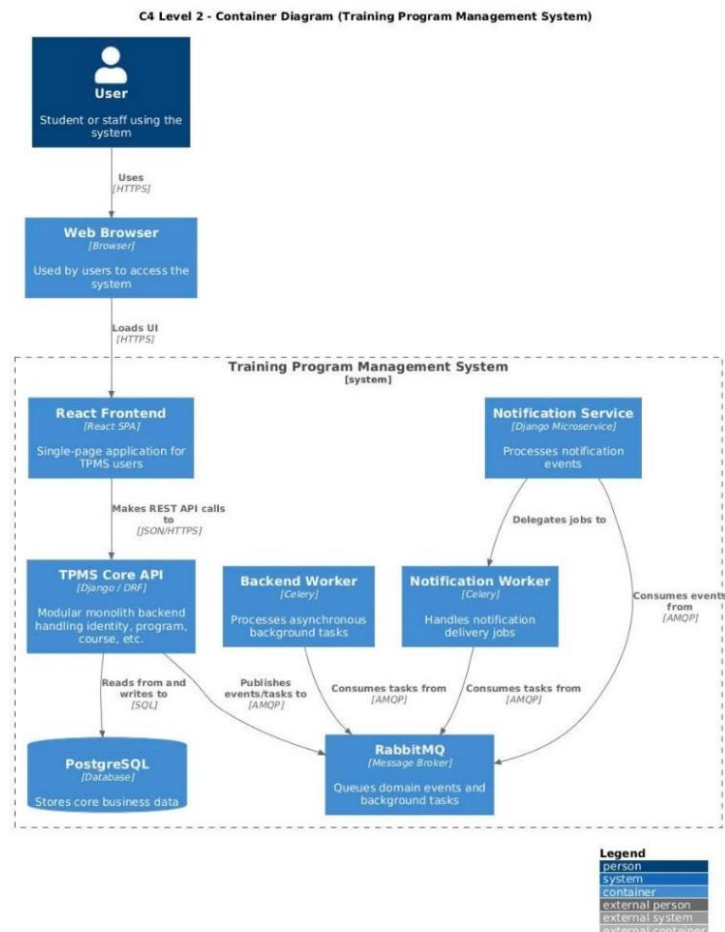 C4 Level 2 - Container Diagram (Training Program Management System)
User
Student or staff using the
system
Uses
[HTTPS]
Web Browser
[Browser]
Used by users to access the
system
Loads UI
[HTTPS]
Training Program Management System
[system]
React Frontend
[React SPA]
Single-page application for
TPMS users
Notification Service
[Django Microservice]
Processes notification
events
Makes REST API calls
to
[JSON/HTTPS]
Delegates jobs to
TPMS Core API
[Django / DRF]
Modular monolith backend
handling identity, program,
course, etc.
Backend Worker
[Celery]
Processes asynchronous
background tasks
Notification Worker
[Celery]
Handles notification
delivery jobs
Consumes events
from
[AMQP]
Reads from and
writes to
[SQL]
Publishes
events/tasks to
[AMQP]
Consumes tasks from
[AMQP]
Consumes tasks from
[AMQP]
PostgreSQL
[Database]
Stores core business data
RabbitMQ
[Message Broker]
Queues domain events and
background tasks
Legend
person
system
container
external person
external system
external container